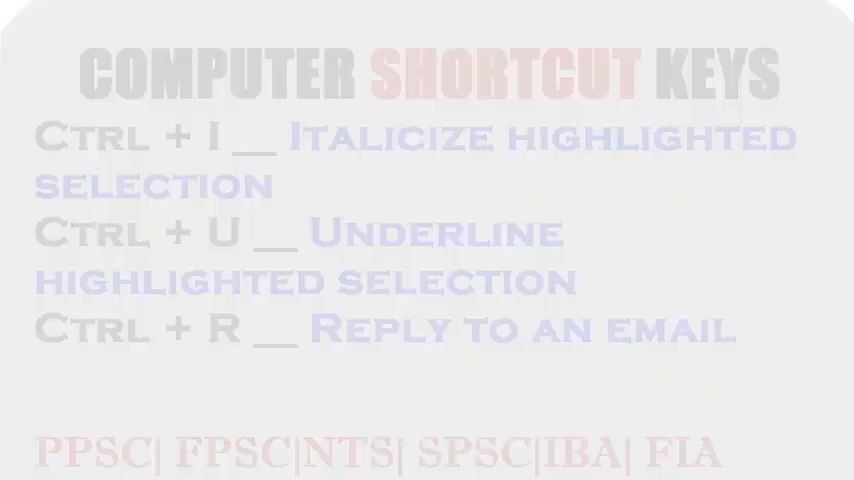 COMPUTER SHORTCUT KEYS
CTRL + I __ ITALICIZE HIGHLIGHTED
SELECTION
CTRL + U __ UNDERLINE
HIGHLIGHTED SELECTION
CTRL + R __ REPLY TO AN EMAIL
PPSC| FPSC|NTS| SPSC|IBA| FIA